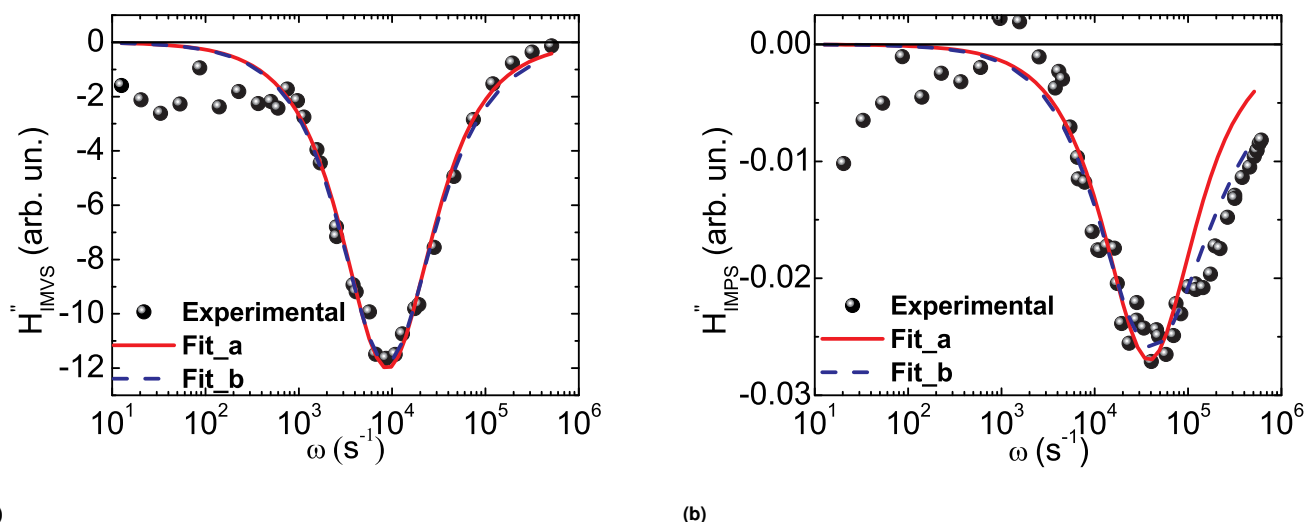 0
-2
-4
-6
-8
-10
-12
H"IMVS (arb. un.)
Experimental
Fit_a
Fit_b
10^1 10^2 10^3 10^4 10^5 10^6
ω (s^-1)
)
0.00
-0.01
-0.02
-0.03
H"IMPS (arb. un.)
Experimental
Fit_a
Fit_b
10^1 10^2 10^3 10^4 10^5 10^6
ω (s^-1)
(b)